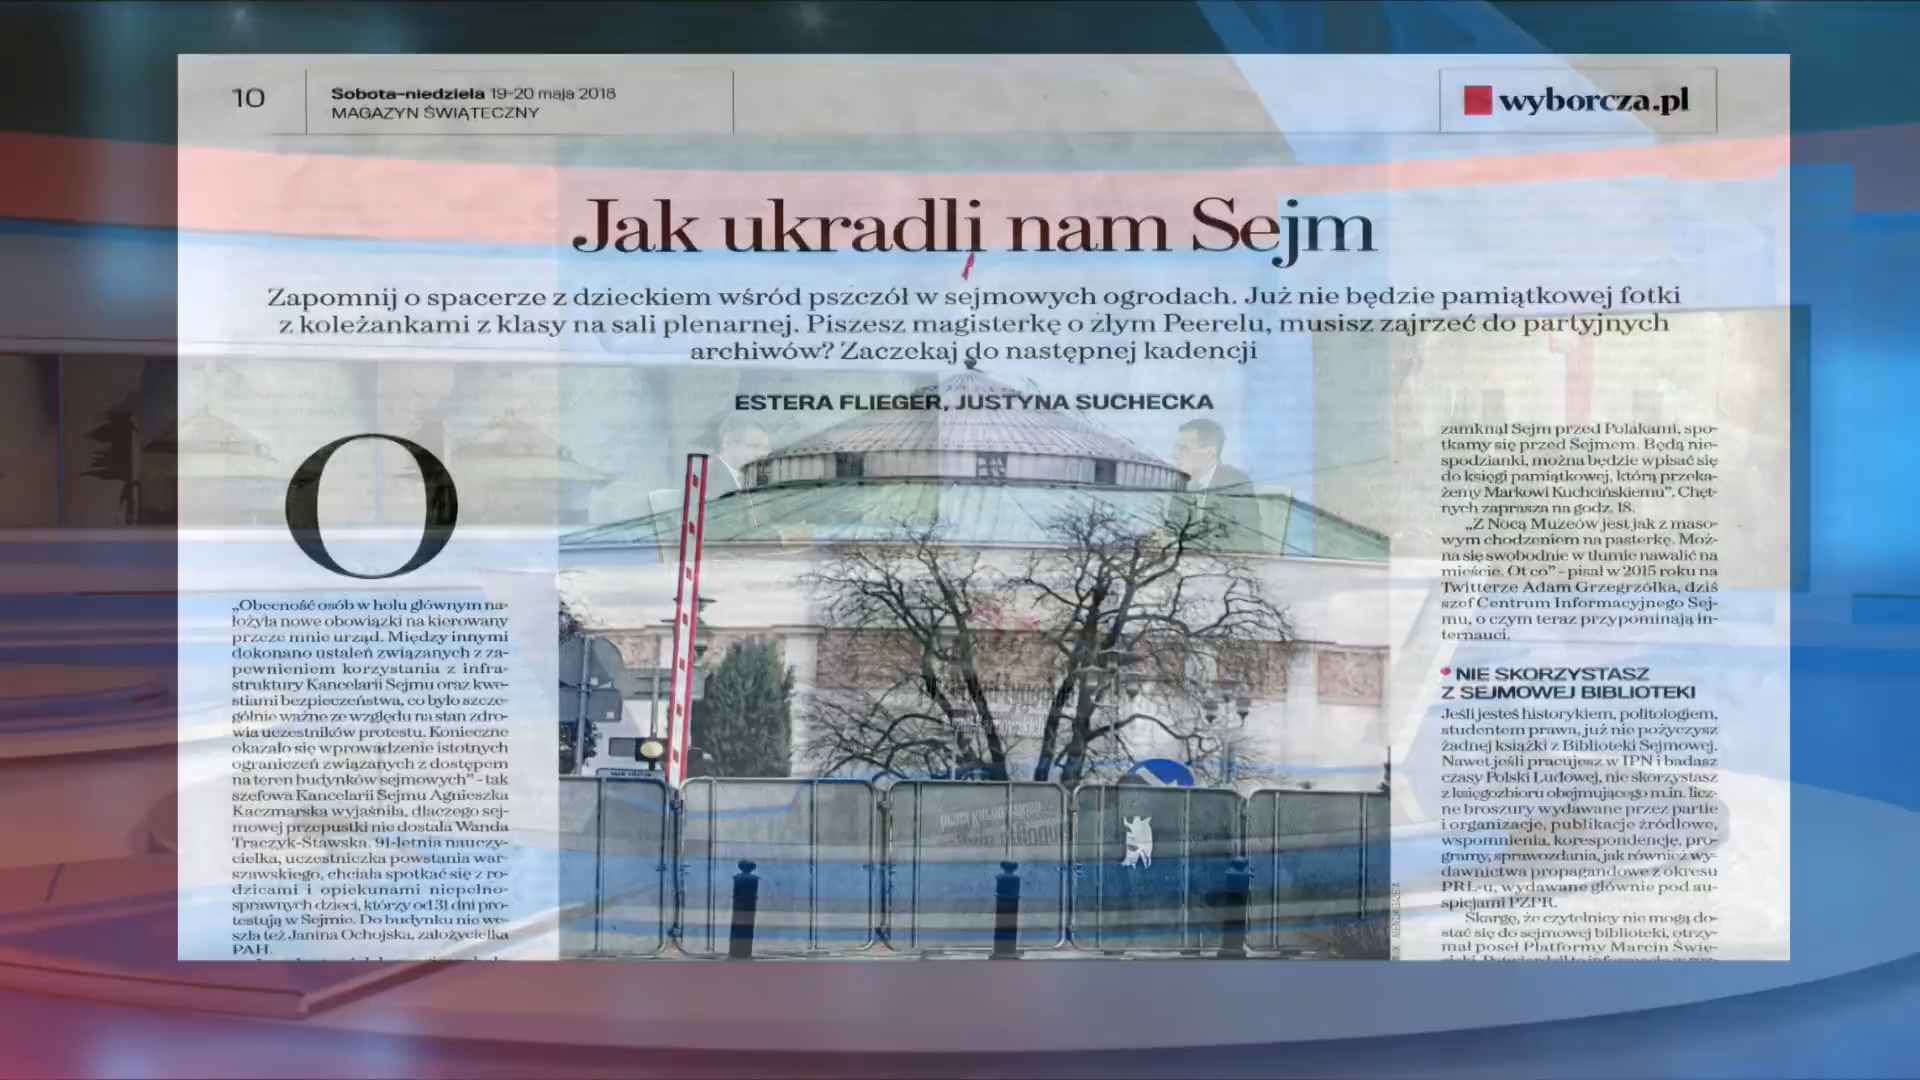 10
Sobota-niedziela 19-20 maja 2018
MAGAZYN ŚWIĄTECZNY
wyborcza.pl
Jak ukradli nam Sejm
Zapomnij o spacerze z dzieckiem wśród pszczół w sejmowych ogrodach. Już nie będzie pamiątkowej fotki
z koleżankami z klasy na sali plenarnej. Piszesz magisterkę o złym Peerelu, musisz zajrzeć do partyjnych
archiwów? Zaczekaj do następnej kadencji
ESTERA FLIEGER, JUSTYNA SUCHECKA
O
„Obecność osób w holu głównym na-
łożyła nowe obowiązki na kierowany
przeze mnie urząd. Między innymi
dokonano ustaleń związanych z za-
pewnieniem korzystania z infra-
struktury Kancelarii Sejmu oraz kwe-
stiami bezpieczeństwa, co było szcze-
gólnie ważne ze względu na stan zdro-
wia uczestników protestu. Konieczne
okazało się wprowadzenie istotnych
ograniczeń związanych z dostępem
na teren budynków sejmowych” – tak
szefowa Kancelarii Sejmu Agnieszka
Kaczmarska wyjaśniła, dlaczego sej-
mowej przepustki nie dostała Wanda
Traczyk-Stawska. 91-letnia nauczy-
cielka, uczestniczka powstania war-
szawskiego, chciała spotkać się z ro-
dzicami i opiekunami niepełno-
sprawnych dzieci, którzy od 31 dni pro-
testują w Sejmie. Do budynku nie we-
szła też Janina Ochojska, założycielka
PAH.
zamknął Sejm przed Polakami, spo-
tkamy się przed Sejmem. Będą nie-
spodzianki, można będzie wpisać się
do księgi pamiątkowej, którą przeka-
żemy Markowi Kuchcińskiemu”. Chęt-
nych zaprasza na godz. 18.
„Z Nocą Muzeów jest jak z maso-
wym chodzeniem na pasterkę. Moż-
na się swobodnie w tłumie nawalić na
mieście. Ot co” – pisał w 2015 roku na
Twitterze Adam Grzegrzółka, dziś
szef Centrum Informacyjnego Sej-
mu, o czym teraz przypominają in-
ternauci.
• NIE SKORZYSTASZ
Z SEJMOWEJ BIBLIOTEKI
Jeśli jesteś historykiem, politologiem,
studentem prawa, już nie pożyczysz
żadnej książki z Biblioteki Sejmowej.
Nawet jeśli pracujesz w IPN i badasz
czasy Polski Ludowej, nie skorzystasz
z księgozbioru obejmującego m.in. licz-
ne broszury wydawane przez partie
i organizacje, publikacje źródłowe,
wspomnienia, korespondencję, pro-
gramy, sprawozdania, jak również wy-
dawnictwa propagandowe z okresu
PRL-u, wydawane głównie pod au-
spicjami PZPR.
Skargę, że czytelnicy nie mogą do-
stać się do sejmowej biblioteki, otrzy-
mał poseł Platformy Marcin Świę-